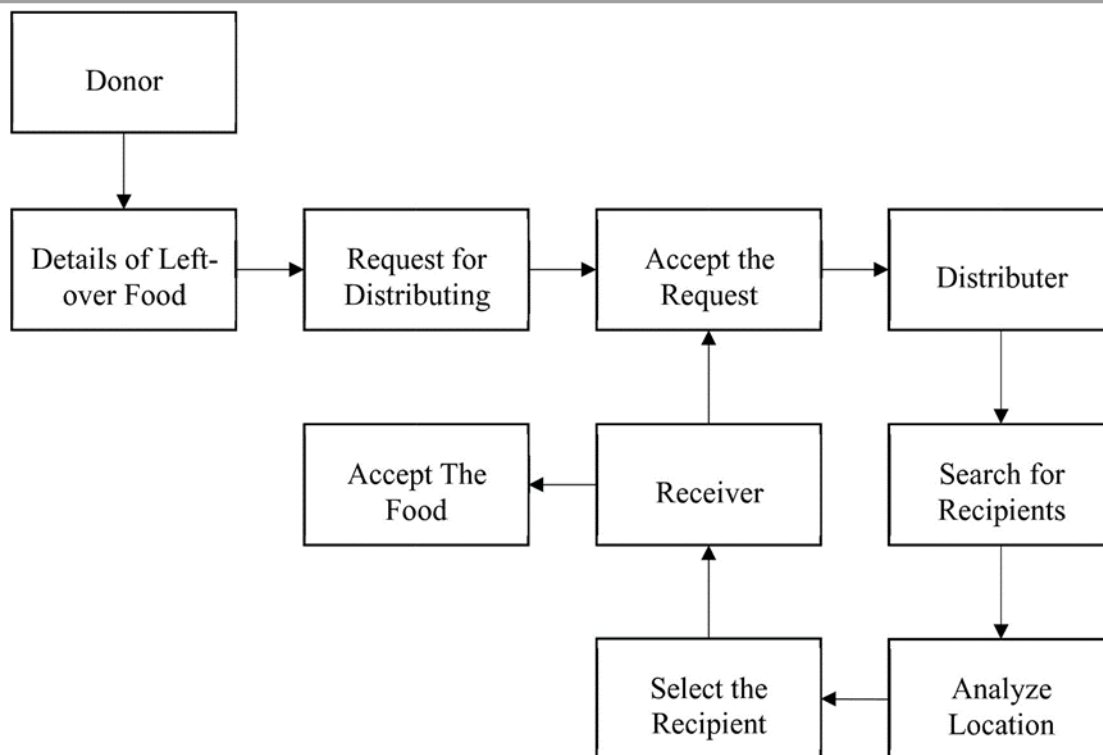 Donor
Details of Left-
over Food
Request for
Distributing
Accept the
Request
Distributer
Accept The
Food
Receiver
Search for
Recipients
Select the
Recipient
Analyze
Location